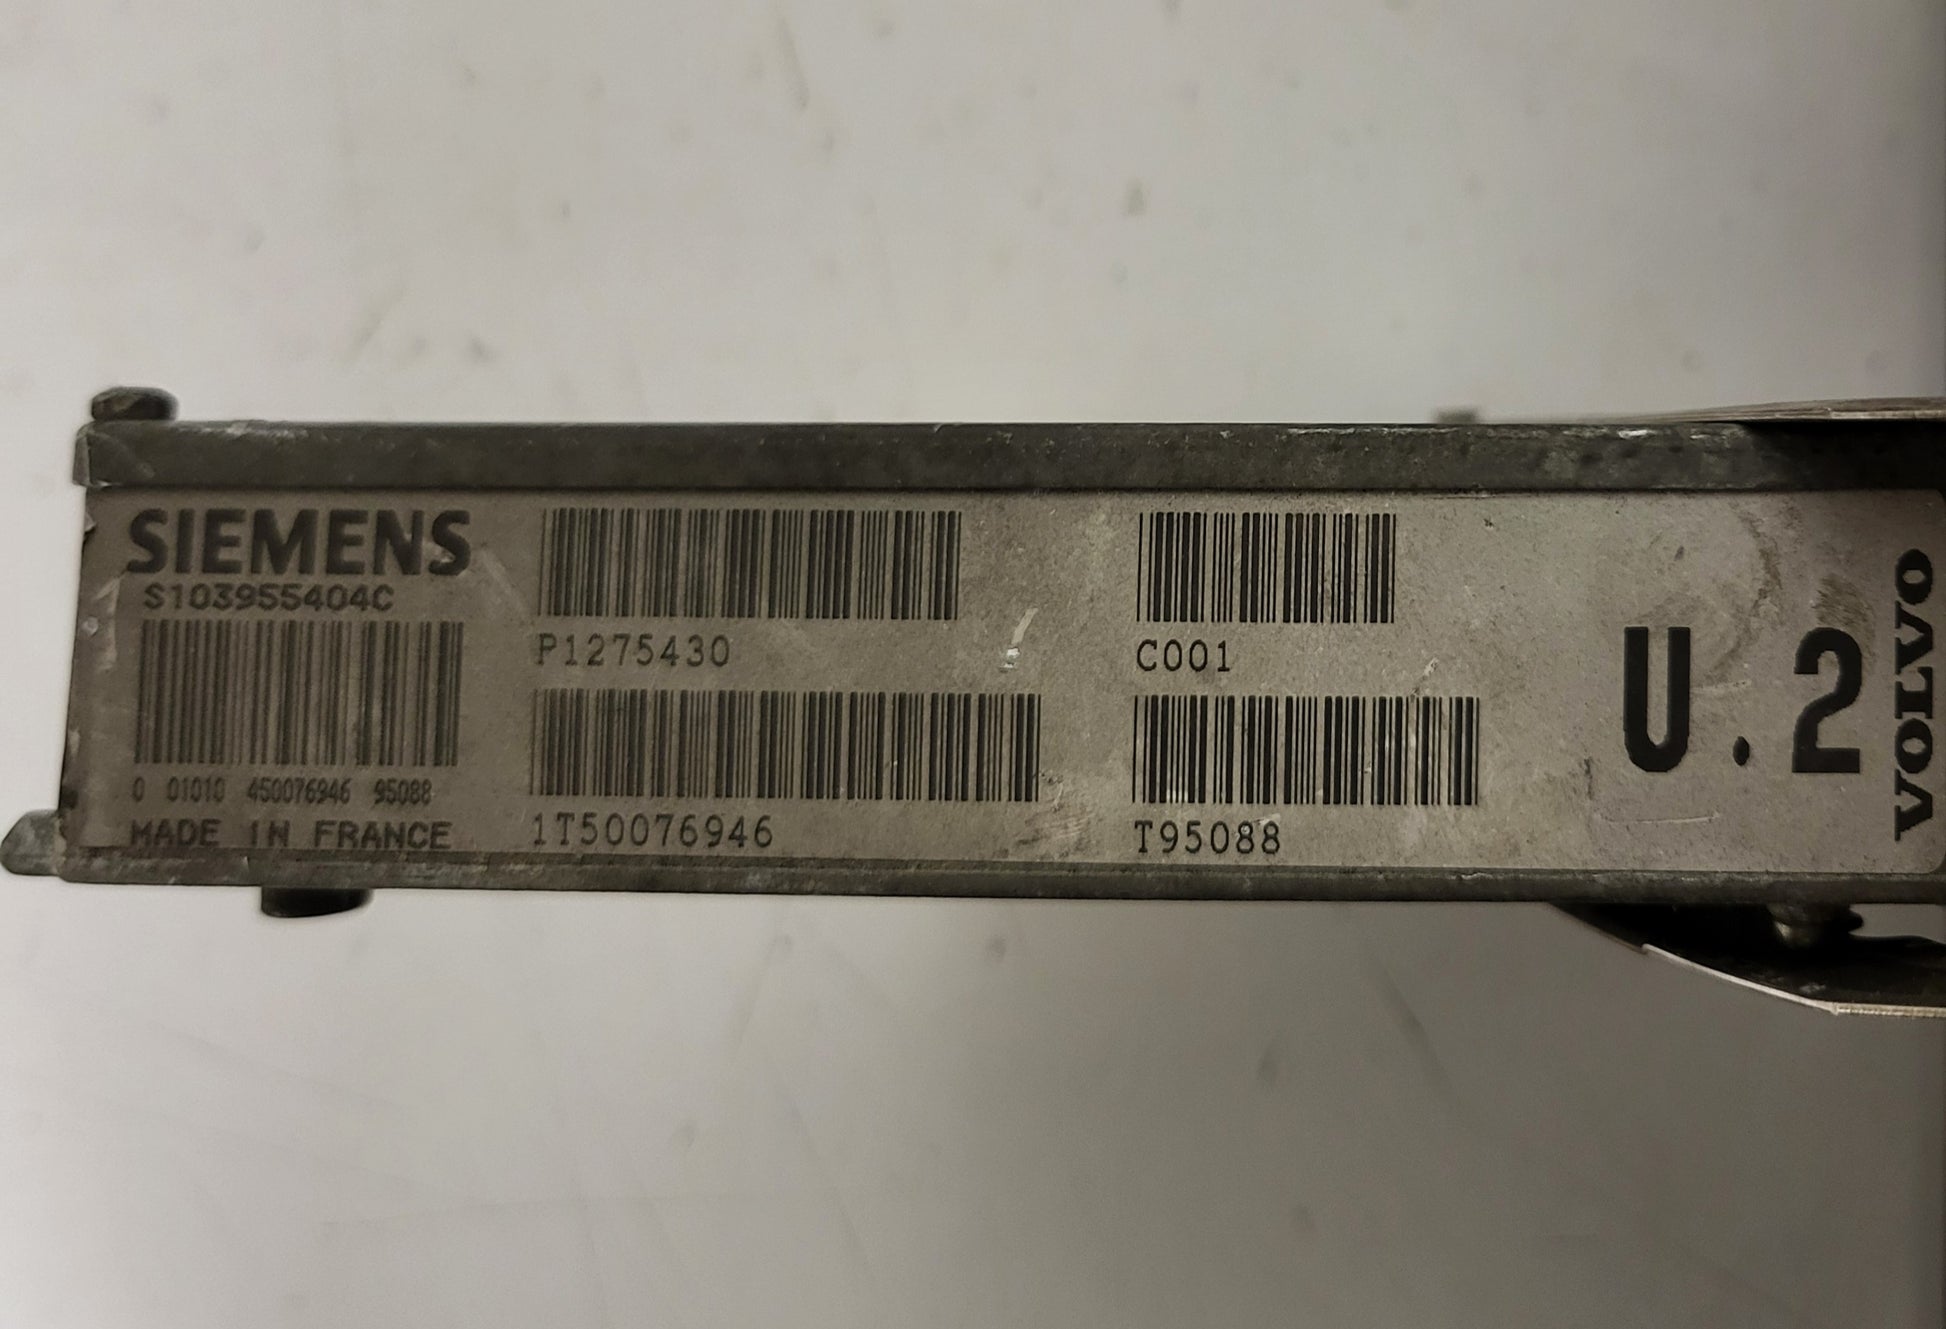 SIEMENS
S103955404C
0 01010 450076946 95088
MADE IN FRANCE
P1275430
1T50076946
C001
T95088
U.2
VOLVO